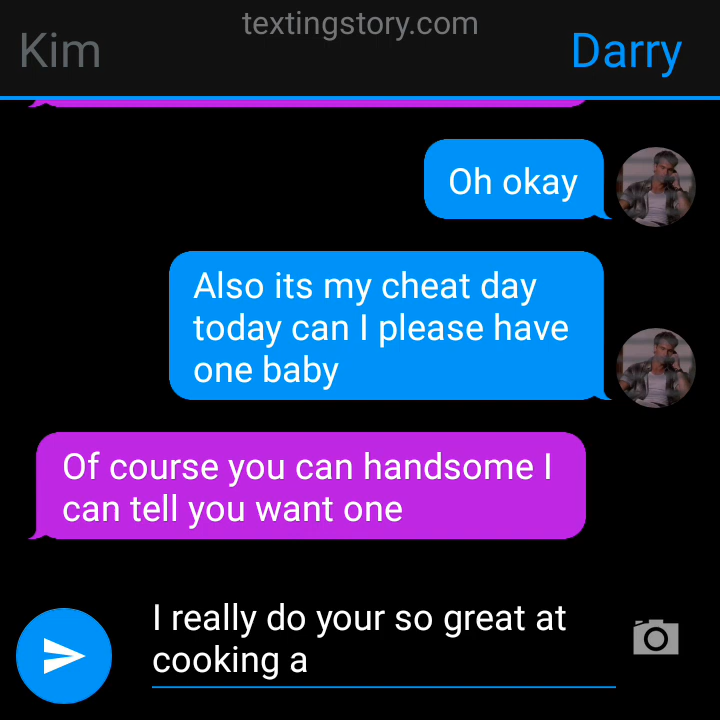 textingstory.com
Kim
Darry
Oh okay
Also its my cheat day
today can I please have
one baby
Of course you can handsome I
can tell you want one
I really do your so great at
cooking a